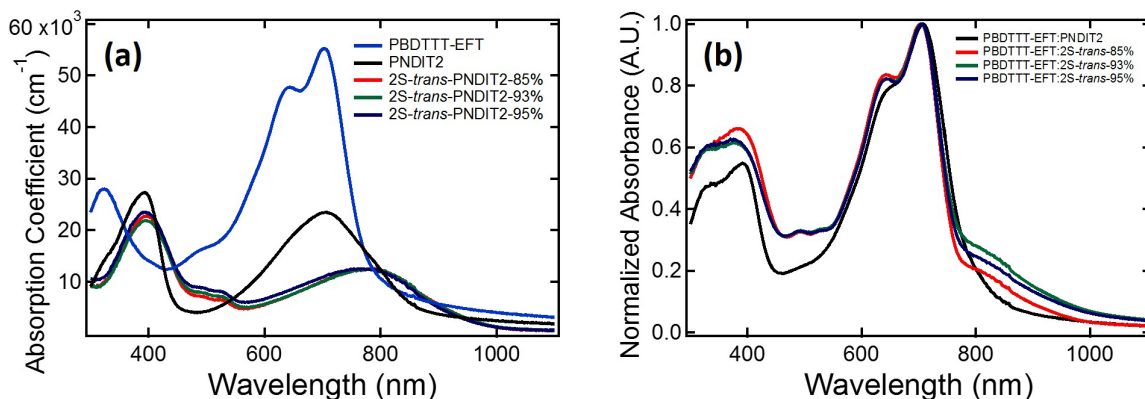 60 x10³
50
40
30
20
10
Absorption Coefficient (cm⁻¹)
(a)
PBDTTT-EFT
PNDIT2
2S-trans-PNDIT2-85%
2S-trans-PNDIT2-93%
2S-trans-PNDIT2-95%
400 600 800 1000
Wavelength (nm)
1.0
0.8
0.6
0.4
0.2
0.0
Normalized Absorbance (A.U.)
(b)
PBDTTT-EFT:PNDIT2
PBDTTT-EFT:2S-trans-85%
PBDTTT-EFT:2S-trans-93%
PBDTTT-EFT:2S-trans-95%
400 600 800 1000
Wavelength (nm)